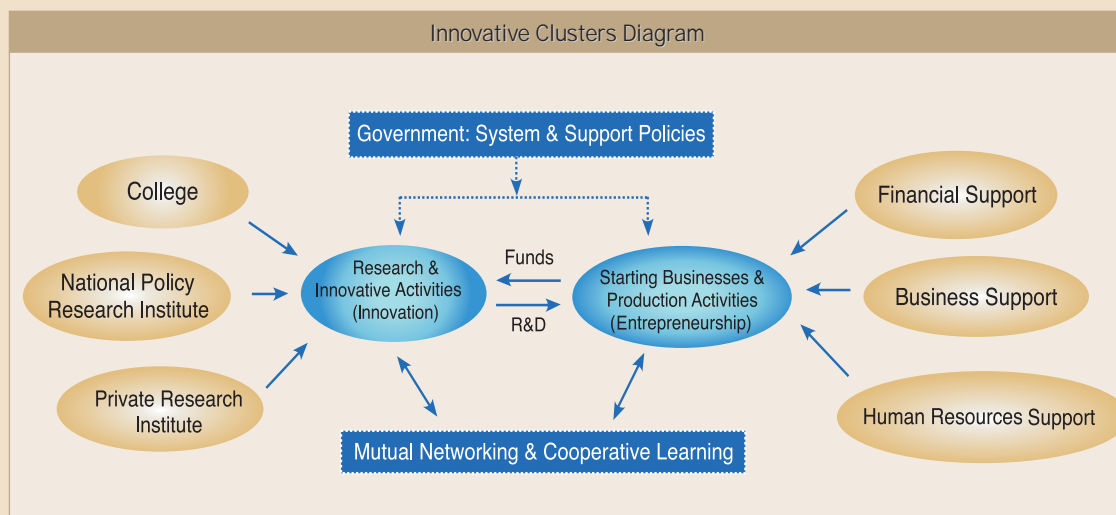 Innovative Clusters Diagram
Government: System & Support Policies
College
National Policy
Research Institute
Private Research
Institute
Research &
Innovative Activities
(Innovation)
Funds
R&D
Starting Businesses &
Production Activities
(Entrepreneurship)
Financial Support
Business Support
Human Resources Support
Mutual Networking & Cooperative Learning